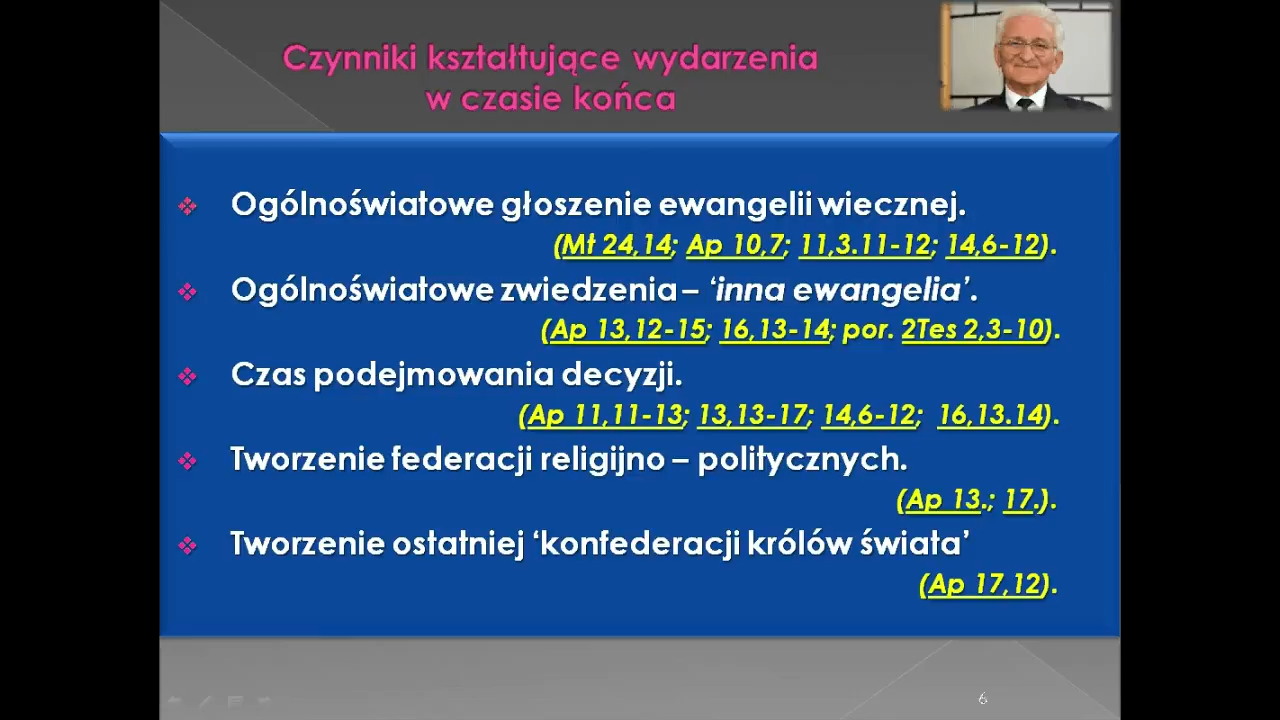 Czynniki kształtujące wydarzenia
w czasie końca
Ogólnoświatowe głoszenie ewangelii wiecznej.
(Mt 24,14; Ap 10,7; 11,3.11-12; 14,6-12).
Ogólnoświatowe zwiedzenia – ‘inna ewangelia’.
(Ap 13,12-15; 16,13-14; por. 2Tes 2,3-10).
Czas podejmowania decyzji.
(Ap 11,11-13; 13,13-17; 14,6-12; 16,13.14).
Tworzenie federacji religijno – politycznych.
(Ap 13.; 17.).
Tworzenie ostatniej ‘konfederacji królów świata’
(Ap 17,12).
6